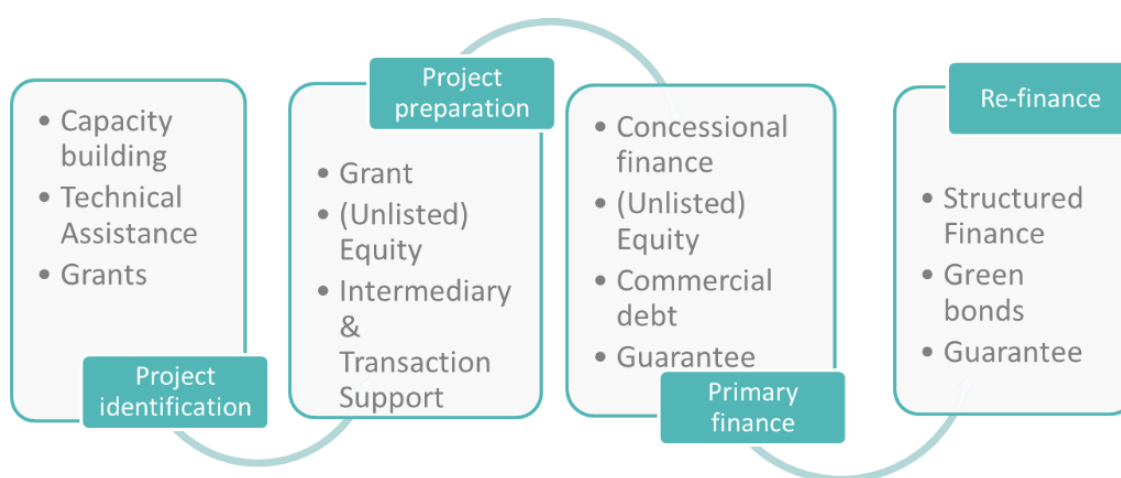 • Capacity
building
• Technical
Assistance
• Grants
Project
identification
Project
preparation
• Grant
• (Unlisted)
Equity
• Intermediary
&
Transaction
Support
• Concessional
finance
• (Unlisted)
Equity
• Commercial
debt
• Guarantee
Primary
finance
Re-finance
• Structured
Finance
• Green
bonds
• Guarantee